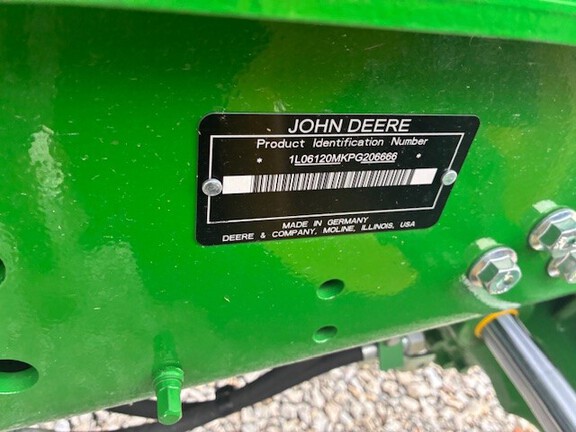 JOHN DEERE
Product Identification Number
* 1L06120MKPG206666 *
MADE IN GERMANY
DEERE & COMPANY, MOLINE, ILLINOIS, USA